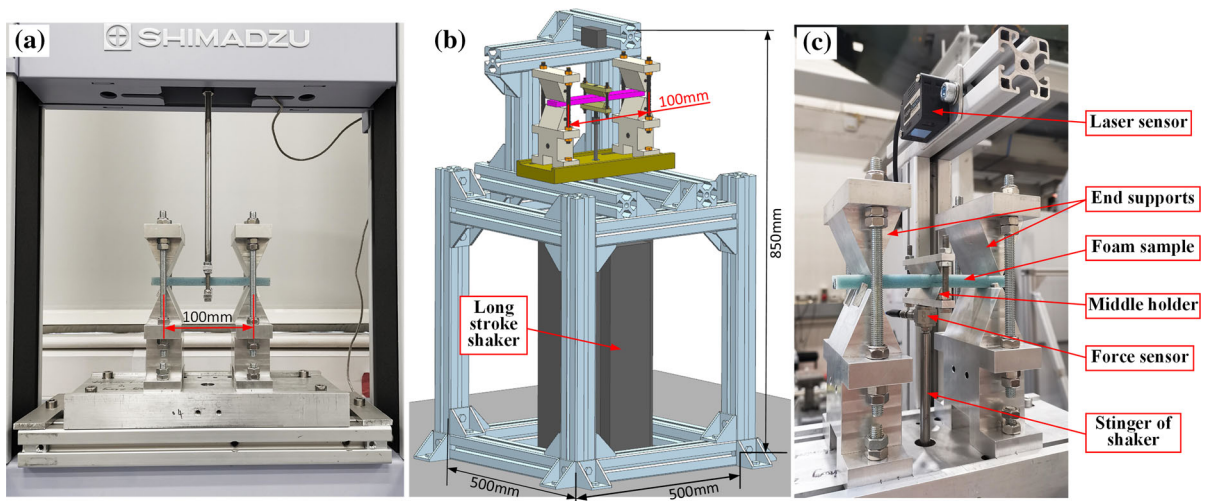 (a)
SHIMADZU
100mm
(b)
100mm
850mm
Long
stroke
shaker
500mm
500mm
(c)
Laser sensor
End supports
Foam sample
Middle holder
Force sensor
Stinger of
shaker